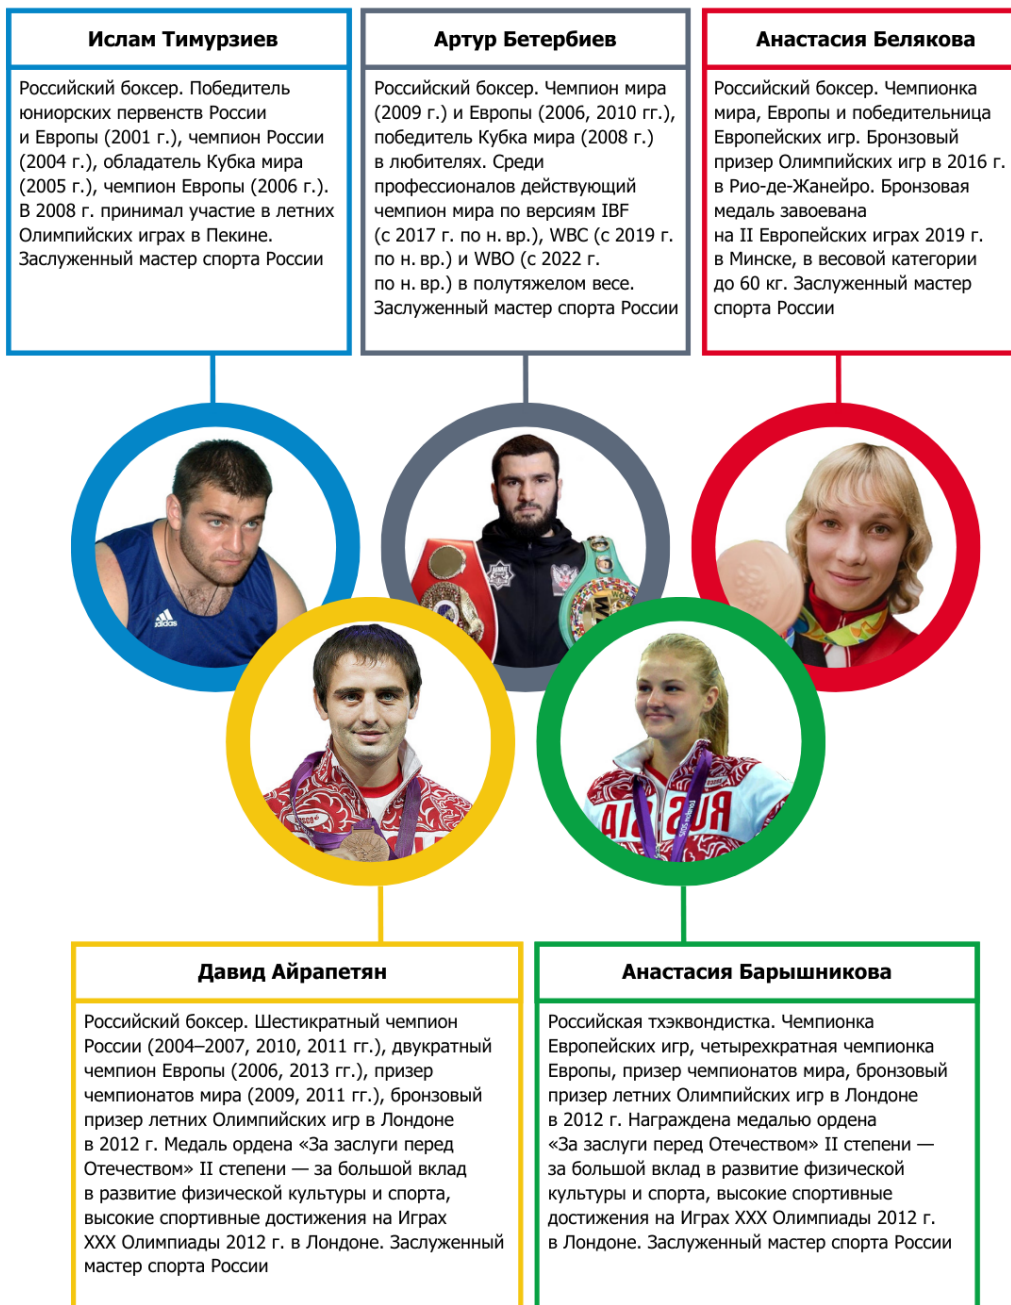 Ислам Тимурзиев
Российский боксер. Победитель
юниорских первенств России
и Европы (2001 г.), чемпион России
(2004 г.), обладатель Кубка мира
(2005 г.), чемпион Европы (2006 г.).
В 2008 г. принимал участие в летних
Олимпийских играх в Пекине.
Заслуженный мастер спорта России
Артур Бетербиев
Российский боксер. Чемпион мира
(2009 г.) и Европы (2006, 2010 гг.),
победитель Кубка мира (2008 г.)
в любителях. Среди
профессионалов действующий
чемпион мира по версиям IBF
(с 2017 г. по н. вр.), WBC (с 2019 г.
по н. вр.) и WBO (с 2022 г.
по н. вр.) в полутяжелом весе.
Заслуженный мастер спорта России
Анастасия Белякова
Российский боксер. Чемпионка
мира, Европы и победительница
Европейских игр. Бронзовый
призер Олимпийских игр в 2016 г.
в Рио-де-Жанейро. Бронзовая
медаль завоевана
на II Европейских играх 2019 г.
в Минске, в весовой категории
до 60 кг. Заслуженный мастер
спорта России
adidas
RUSSIA
Давид Айрапетян
Российский боксер. Шестикратный чемпион
России (2004–2007, 2010, 2011 гг.), двукратный
чемпион Европы (2006, 2013 гг.), призер
чемпионатов мира (2009, 2011 гг.), бронзовый
призер летних Олимпийских игр в Лондоне
в 2012 г. Медаль ордена «За заслуги перед
Отечеством» II степени — за большой вклад
в развитие физической культуры и спорта,
высокие спортивные достижения на Играх
XXX Олимпиады 2012 г. в Лондоне. Заслуженный
мастер спорта России
Анастасия Барышникова
Российская тхэквондистка. Чемпионка
Европейских игр, четырехкратная чемпионка
Европы, призер чемпионатов мира, бронзовый
призер летних Олимпийских игр в Лондоне
в 2012 г. Награждена медалью ордена
«За заслуги перед Отечеством» II степени —
за большой вклад в развитие физической
культуры и спорта, высокие спортивные
достижения на Играх XXX Олимпиады 2012 г.
в Лондоне. Заслуженный мастер спорта России